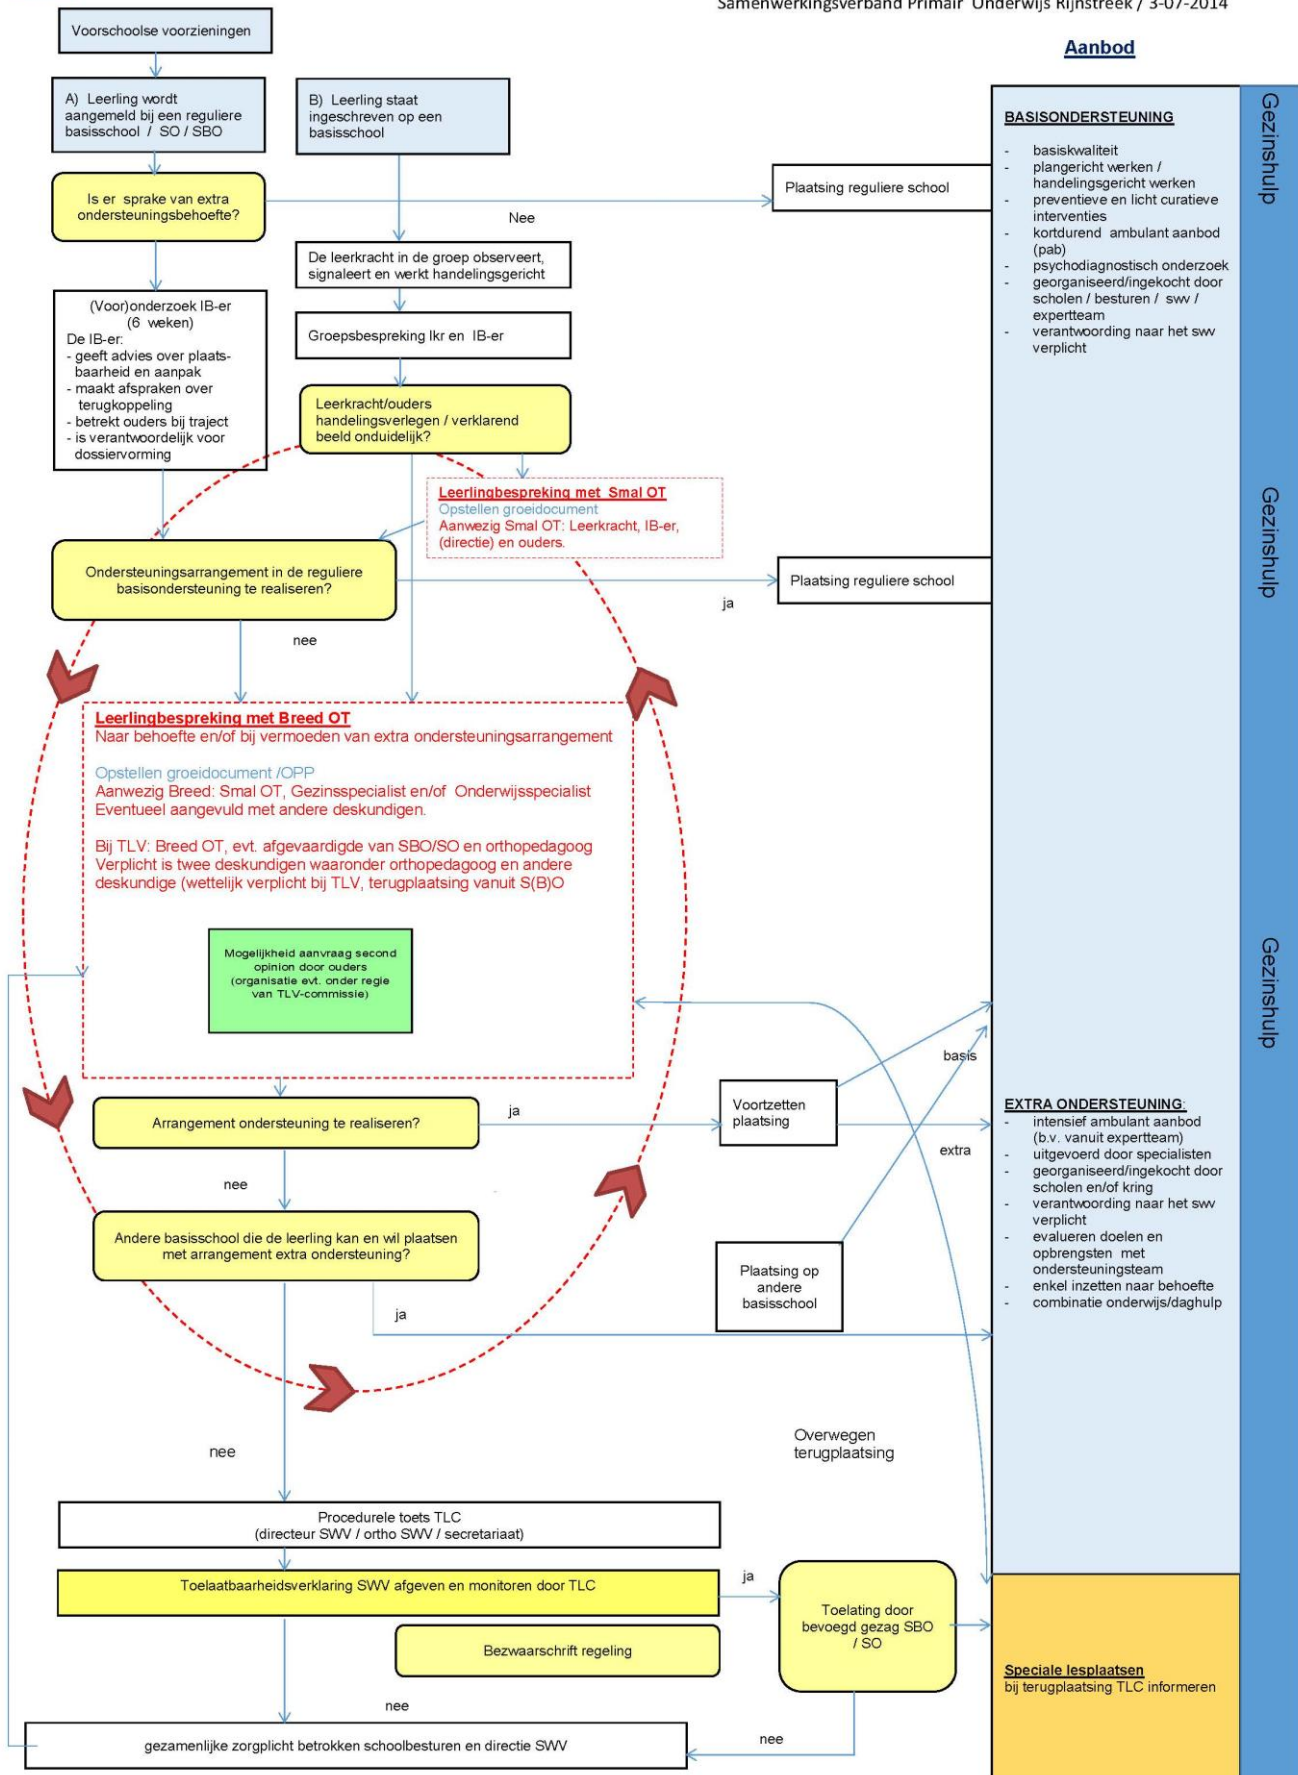 Samenwerkingsverband Primair Onderwijs Rijnstreek / 3-07-2014
Aanbod
Voorschoolse voorzieningen
A) Leerling wordt
aangemeld bij een reguliere
basisschool / SO / SBO
B) Leerling staat
ingeschreven op een
basisschool
Is er sprake van extra
ondersteuningsbehoefte?
Nee
Plaatsing reguliere school
De leerkracht in de groep observeert,
signaleert en werkt handelingsgericht
(Voor)onderzoek IB-er
(6 weken)
De IB-er:
- geeft advies over plaats-
baarheid en aanpak
- maakt afspraken over
terugkoppeling
- betrekt ouders bij traject
- is verantwoordelijk voor
dossiervorming
Groepsbespreking lkr en IB-er
Leerkracht/ouders
handelingsverlegen / verklarend
beeld onduidelijk?
Leerlingbespreking met Smal OT
Opstellen groeidocument
Aanwezig Smal OT: Leerkracht, IB-er,
(directie) en ouders.
Ondersteuningsarrangement in de reguliere
basisondersteuning te realiseren?
ja
Plaatsing reguliere school
nee
Leerlingbespreking met Breed OT
Naar behoefte en/of bij vermoeden van extra ondersteuningsarrangement
Opstellen groeidocument /OPP
Aanwezig Breed: Smal OT, Gezinsspecialist en/of Onderwijsspecialist
Eventueel aangevuld met andere deskundigen.
Bij TLV: Breed OT, evt. afgevaardigde van SBO/SO en orthopedagoog
Verplicht is twee deskundigen waaronder orthopedagoog en andere
deskundige (wettelijk verplicht bij TLV, terugplaatsing vanuit S(B)O
Mogelijkheid aanvraag second
opinion door ouders
(organisatie evt. onder regie
van TLV-commissie)
Arrangement ondersteuning te realiseren?
ja
Voortzetten
plaatsing
basis
extra
nee
Andere basisschool die de leerling kan en wil plaatsen
met arrangement extra ondersteuning?
ja
Plaatsing op
andere
basisschool
nee
Overwegen
terugplaatsing
Procedurele toets TLC
(directeur SWV / ortho SWV / secretariaat)
Toelaatbaarheidsverklaring SWV afgeven en monitoren door TLC
ja
Toelating door
bevoegd gezag SBO
/ SO
Bezwaarschrift regeling
nee
nee
gezamenlijke zorgplicht betrokken schoolbesturen en directie SWV
BASISONDERSTEUNING
- basiskwaliteit
- plangericht werken /
handelingsgericht werken
- preventieve en licht curatieve
interventies
- kortdurend ambulant aanbod
(pab)
- psychodiagnostisch onderzoek
- georganiseerd/ingekocht door
scholen / besturen / swv /
expertteam
- verantwoording naar het swv
verplicht
EXTRA ONDERSTEUNING:
- intensief ambulant aanbod
(b.v. vanuit expertteam)
- uitgevoerd door specialisten
- georganiseerd/ingekocht door
scholen en/of kring
- verantwoording naar het swv
verplicht
- evalueren doelen en
opbrengsten met
ondersteuningsteam
- enkel inzetten naar behoefte
- combinatie onderwijs/daghulp
Speciale lesplaatsen
bij terugplaatsing TLC informeren
Gezinshulp
Gezinshulp
Gezinshulp